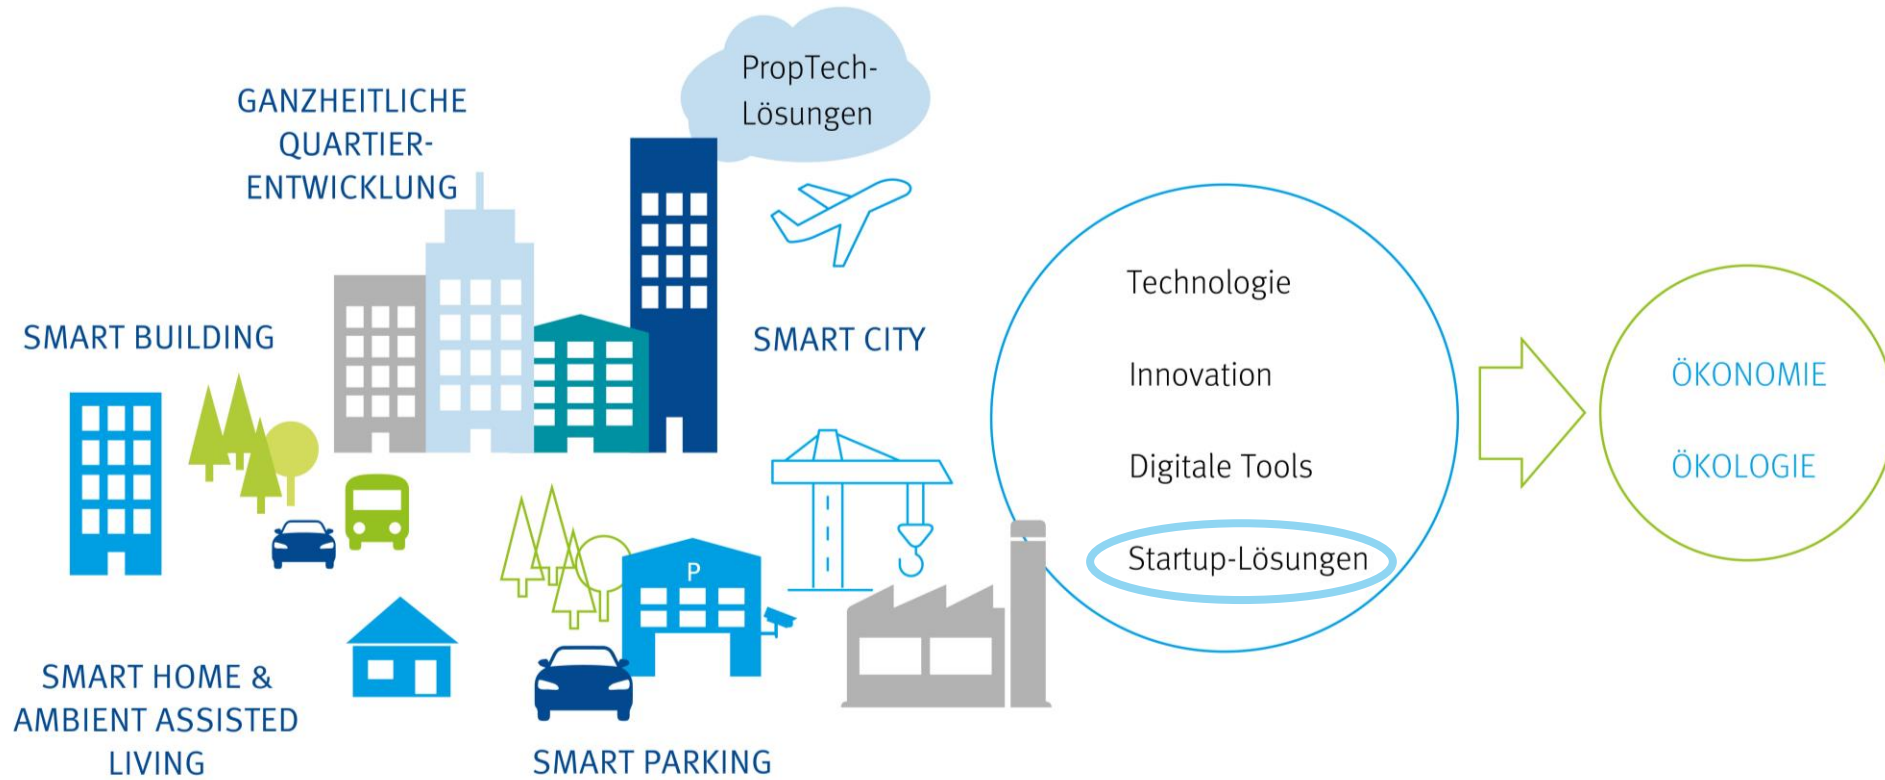 PropTech-
Lösungen
GANZHEITLICHE
QUARTIER-
ENTWICKLUNG
SMART BUILDING
SMART CITY
P
SMART HOME &
AMBIENT ASSISTED
LIVING
SMART PARKING
Technologie
Innovation
Digitale Tools
Startup-Lösungen
ÖKONOMIE
ÖKOLOGIE